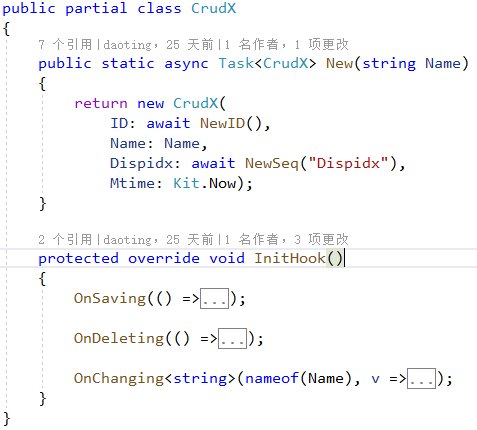 public partial class CrudX
{
7 个引用|daoting，25 天前|1 名作者，1 项更改
public static async Task<CrudX> New(string Name)
{
return new CrudX(
ID: await NewID(),
Name: Name,
Dispidx: await NewSeq("Dispidx"),
Mtime: Kit.Now);
}
2 个引用|daoting，25 天前|1 名作者，3 项更改
protected override void InitHook()
{
OnSaving(() =>...);
OnDeleting(() =>...);
OnChanging<string>(nameof(Name), v =>...);
}
}